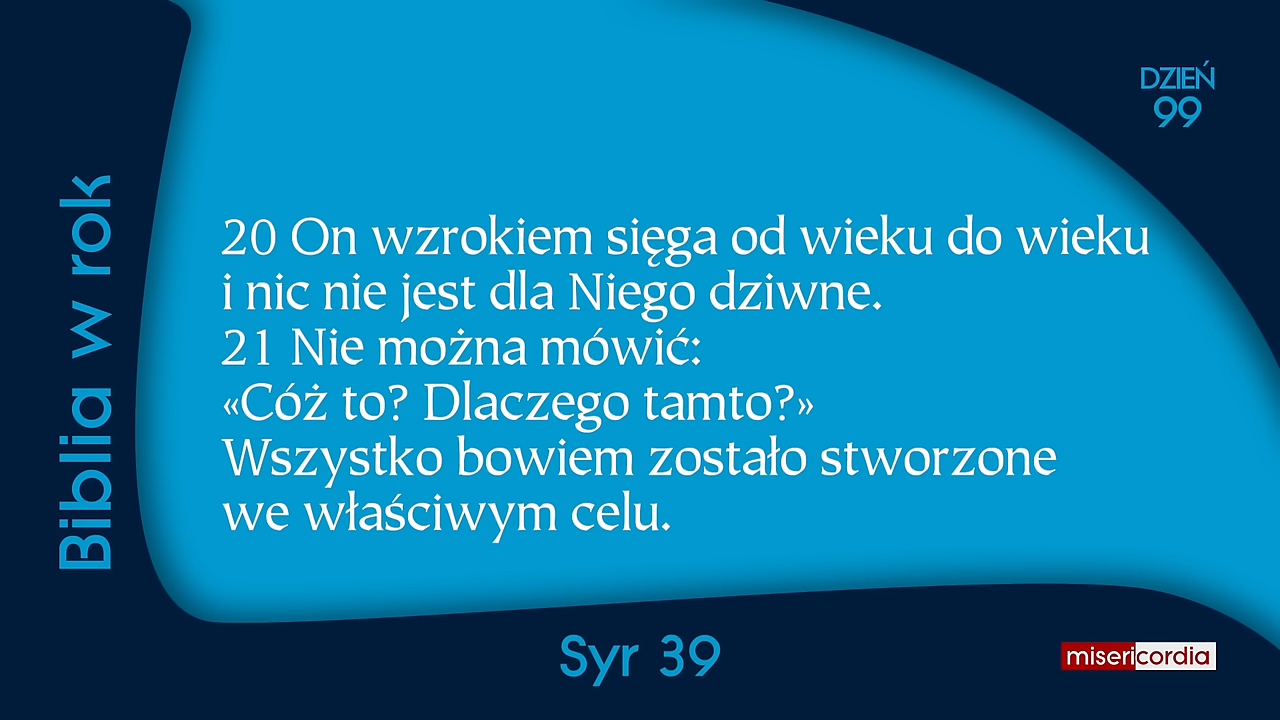 DZIEŃ
99
Biblia w rok
20 On wzrokiem sięga od wieku do wieku
i nic nie jest dla Niego dziwne.
21 Nie można mówić:
«Cóż to? Dlaczego tamto?»
Wszystko bowiem zostało stworzone
we właściwym celu.
Syr 39
misericordia